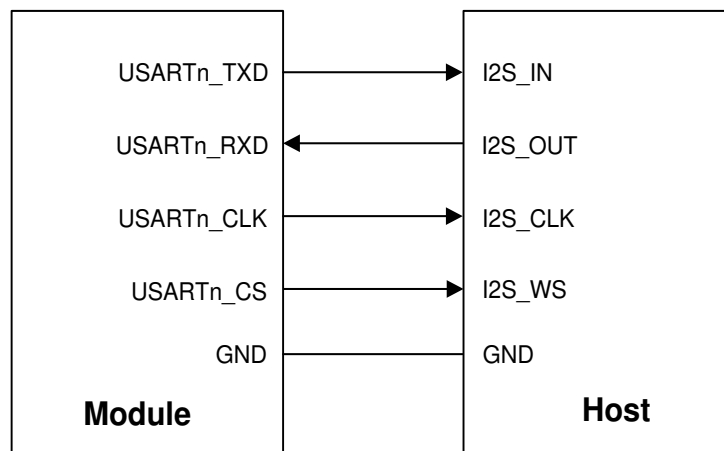 USARTn_TXD I2S_IN
USARTn_RXD I2S_OUT
USARTn_CLK I2S_CLK
USARTn_CS I2S_WS
GND GND
Module Host